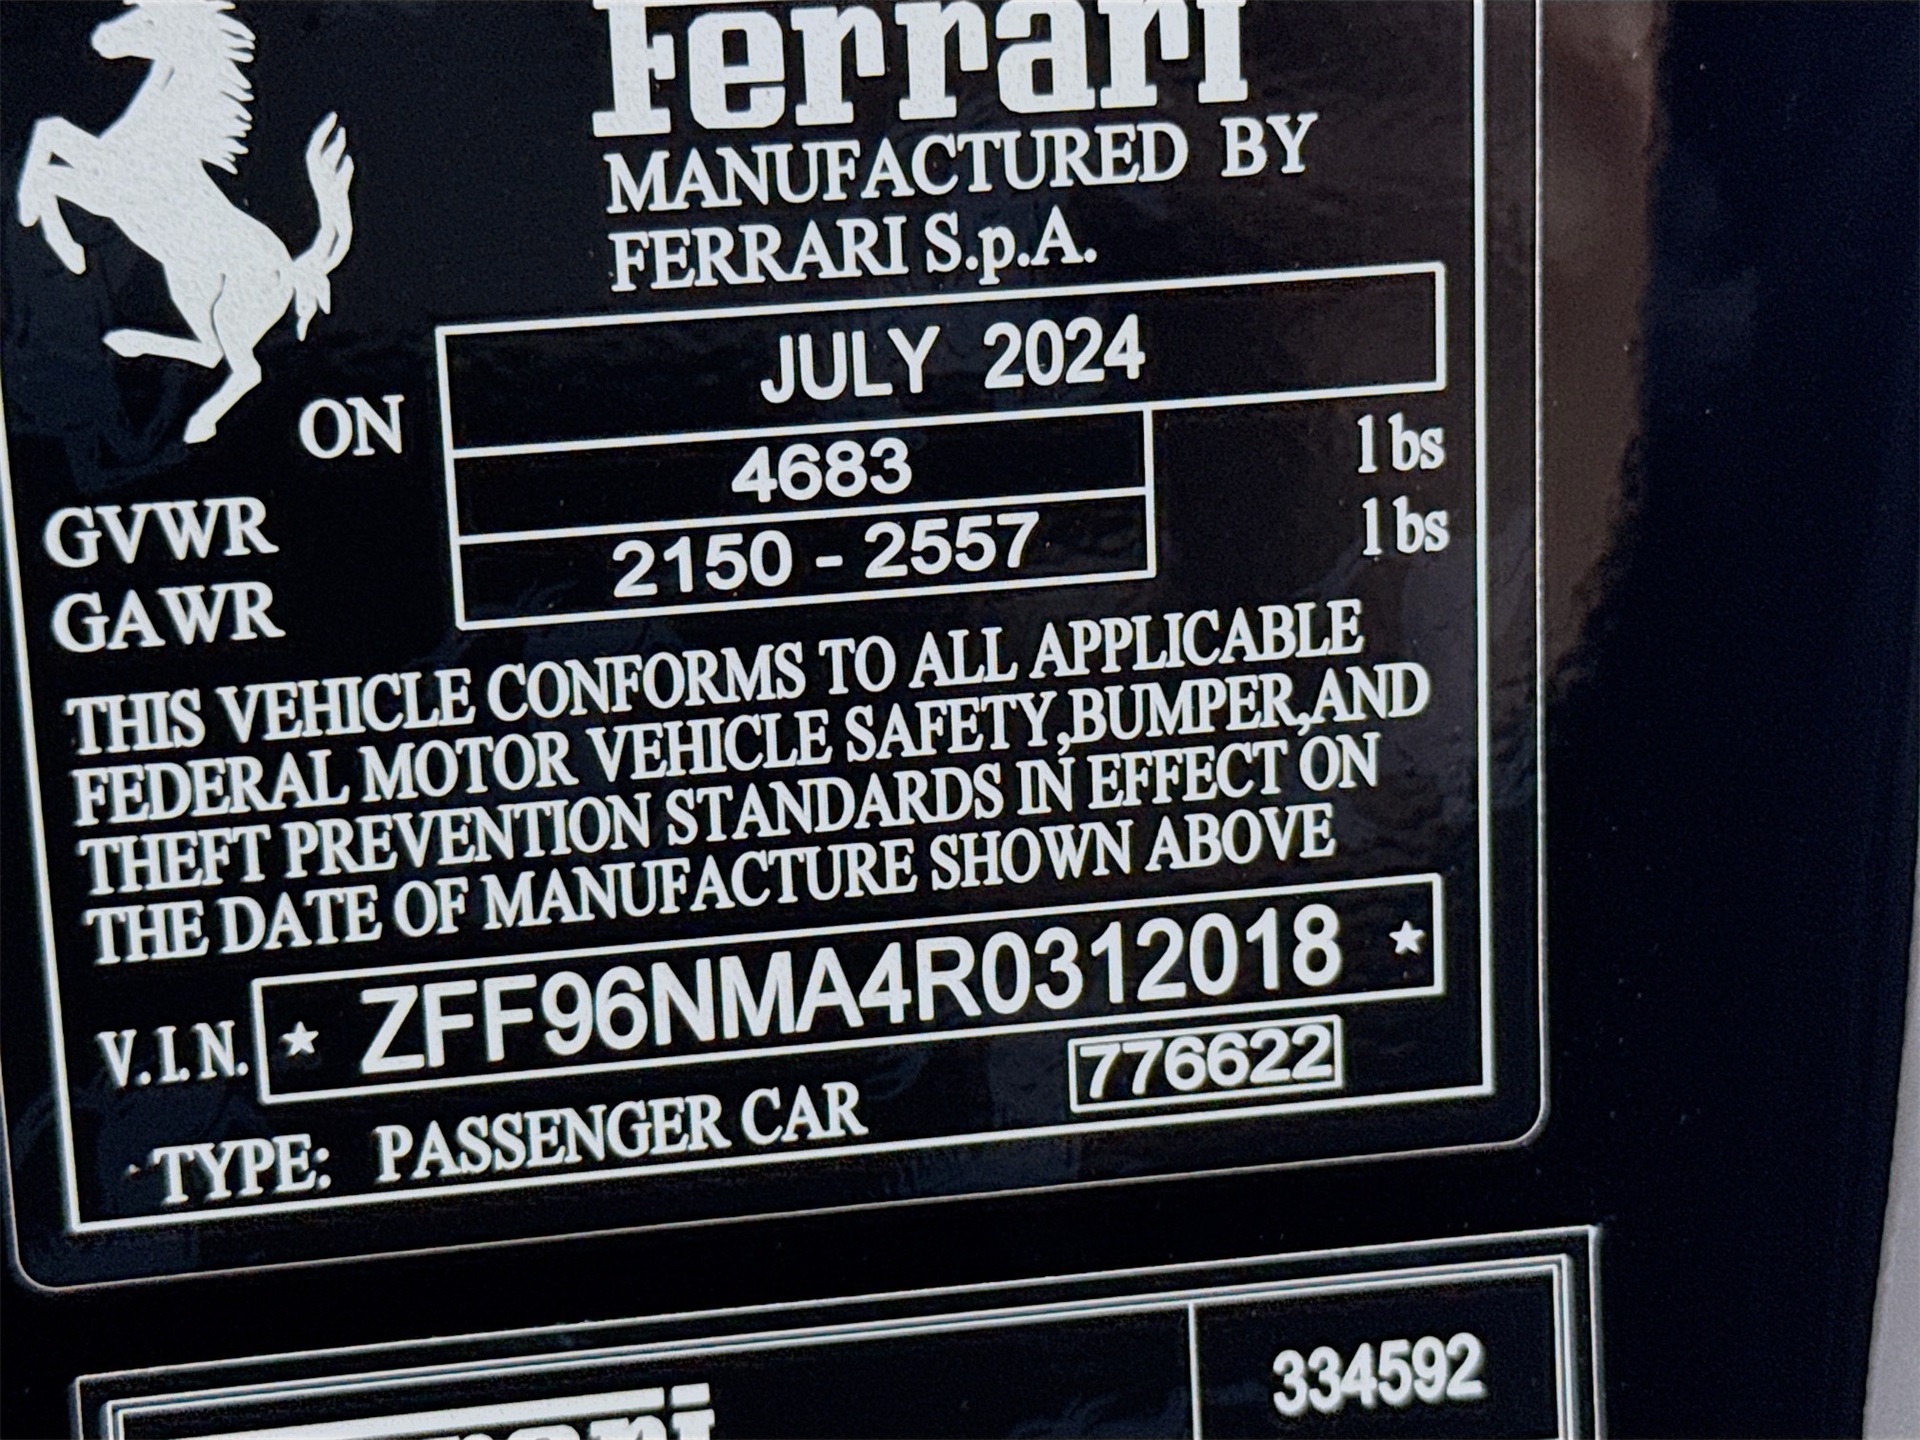 Ferrari
MANUFACTURED BY
FERRARI S.p.A.
ON JULY 2024
GVWR 4683 lbs
GAWR 2150 - 2557 lbs
THIS VEHICLE CONFORMS TO ALL APPLICABLE
FEDERAL MOTOR VEHICLE SAFETY,BUMPER,AND
THEFT PREVENTION STANDARDS IN EFFECT ON
THE DATE OF MANUFACTURE SHOWN ABOVE
V.I.N. ★ ZFF96NMA4R0312018 ★
776622
TYPE: PASSENGER CAR
334592